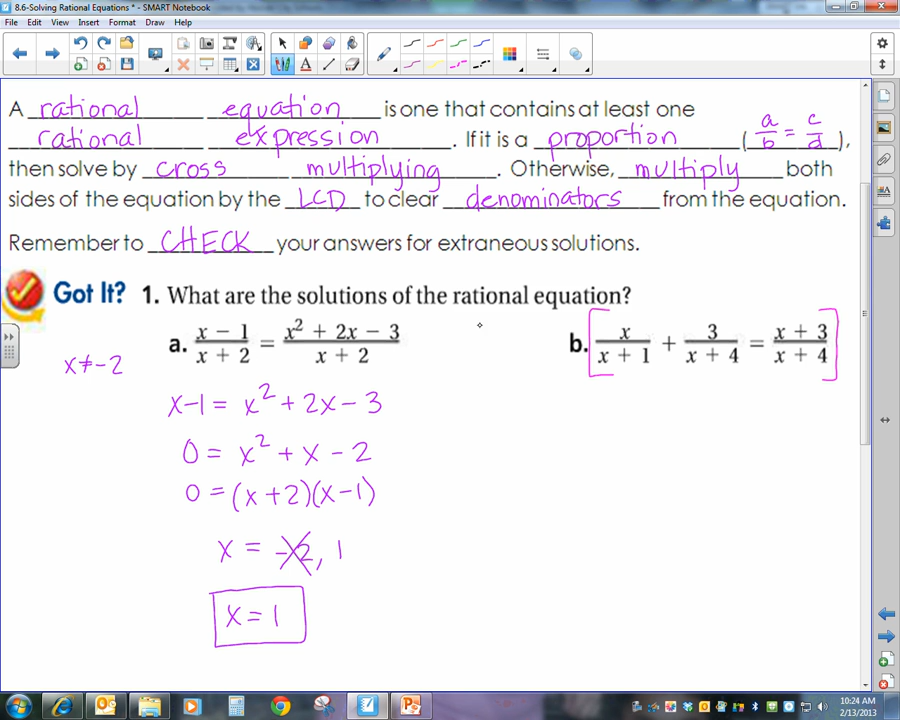 8.6-Solving Rational Equations * - SMART Notebook
File Edit View Insert Format Draw Help
A rational equation is one that contains at least one
rational expression. If it is a proportion (a/b = c/d),
then solve by cross multiplying. Otherwise, multiply both
sides of the equation by the LCD to clear denominators from the equation.
Remember to CHECK your answers for extraneous solutions.
Got It? 1. What are the solutions of the rational equation?
a. (x − 1)/(x + 2) = (x² + 2x − 3)/(x + 2)
b. [x/(x + 1) + 3/(x + 4) = (x + 3)/(x + 4)]
x ≠ -2
x-1 = x² + 2x - 3
0 = x² + x - 2
0 = (x+2)(x-1)
x = -2, 1
x = 1
10:24 AM
2/13/2013